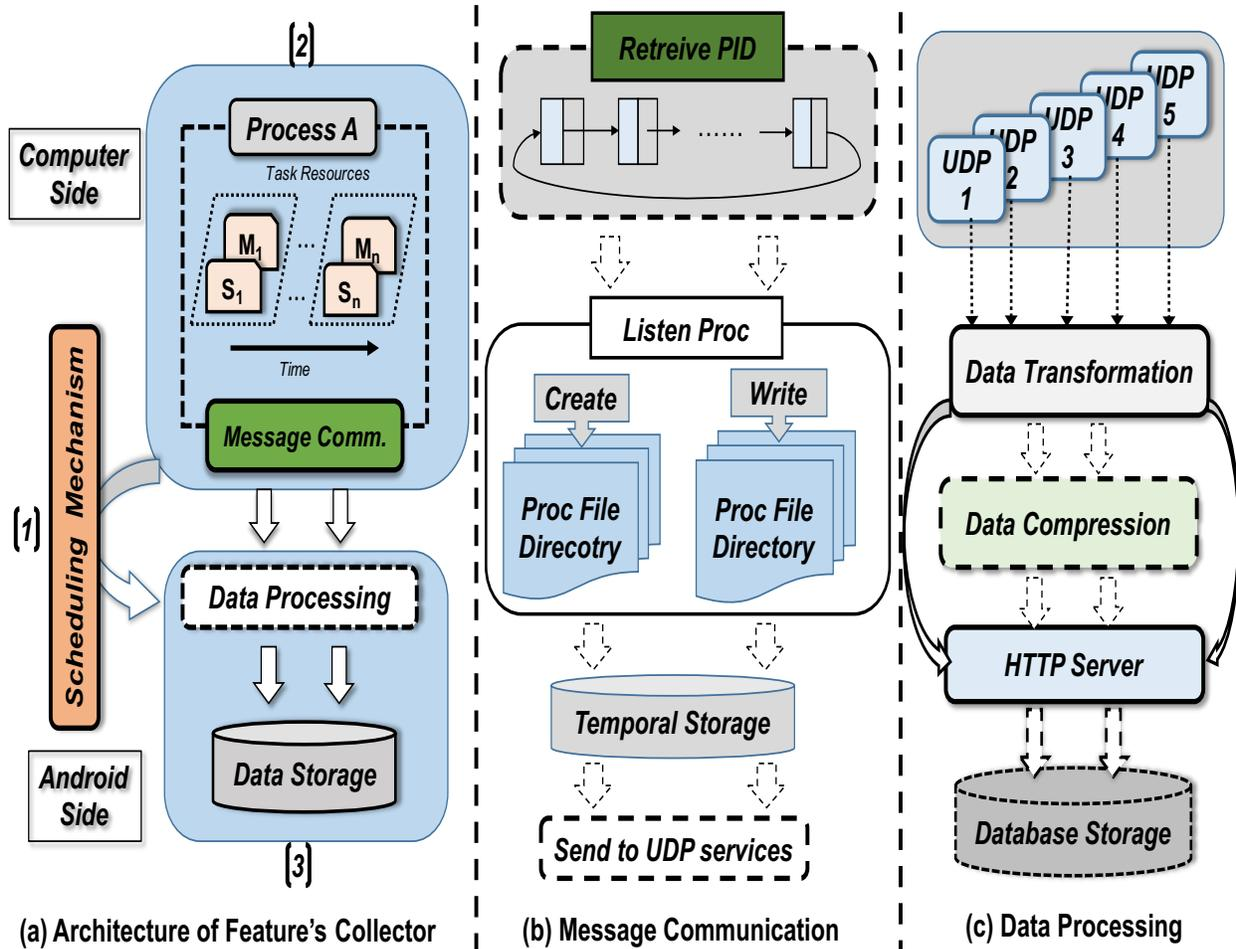 [2]
Process A
Computer
Side
Task Resources
M1 ... Mn
S1 ... Sn
Time
Message Comm.
[1]
Scheduling Mechanism
Data Processing
Data Storage
Android
Side
[3]
(a) Architecture of Feature's Collector
Retreive PID
......
Listen Proc
Create
Write
Proc File
Direcotry
Proc File
Directory
Temporal Storage
Send to UDP services
(b) Message Communication
UDP
5
UDP
4
UDP
3
UDP
2
UDP
1
Data Transformation
Data Compression
HTTP Server
Database Storage
(c) Data Processing